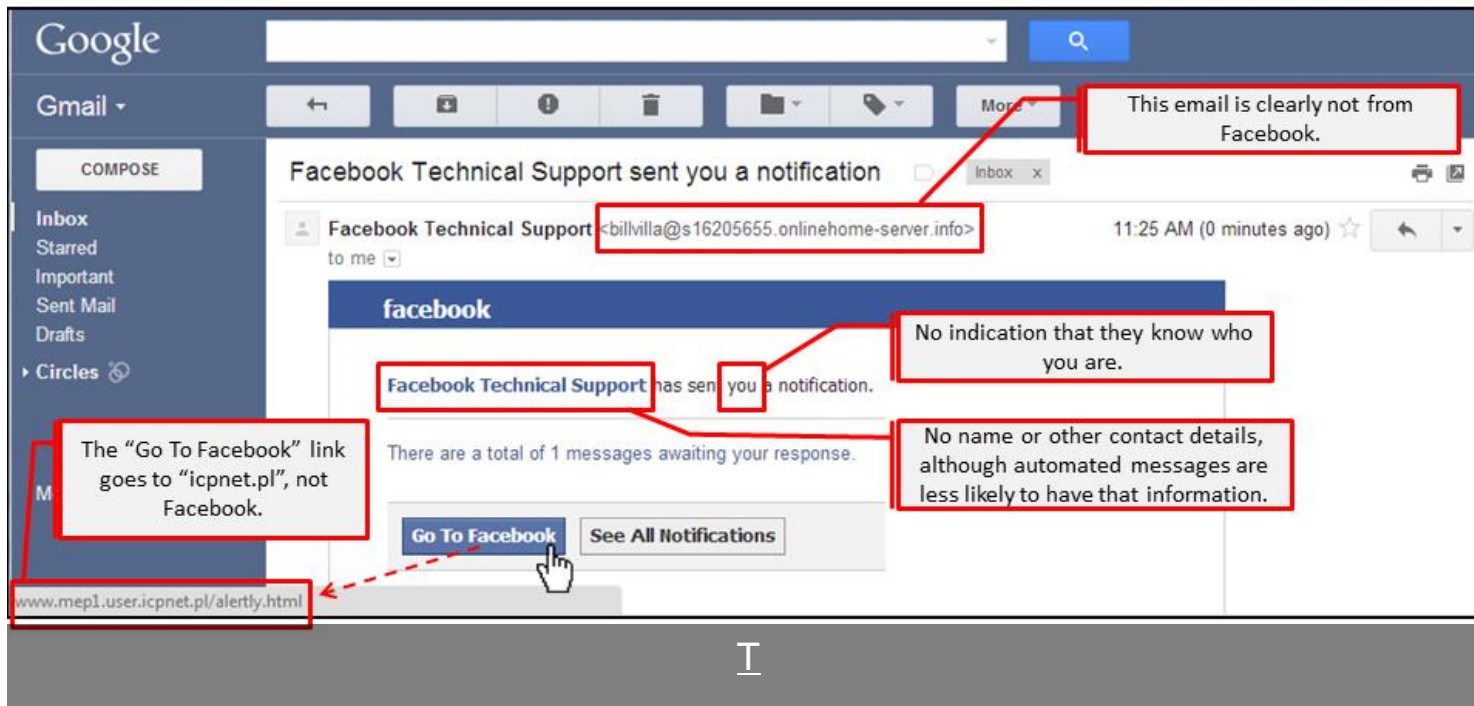 Google
Gmail
More
This email is clearly not from
Facebook.
COMPOSE
Facebook Technical Support sent you a notification
Inbox x
Inbox
Starred
Important
Sent Mail
Drafts
Circles
Facebook Technical Support <billvilla@s16205655.onlinehome-server.info>
11:25 AM (0 minutes ago)
to me
facebook
No indication that they know who
you are.
Facebook Technical Support has sent you a notification.
The “Go To Facebook” link
goes to “icpnet.pl”, not
Facebook.
There are a total of 1 messages awaiting your response.
No name or other contact details,
although automated messages are
less likely to have that information.
Go To Facebook
See All Notifications
www.mep1.user.icpnet.pl/alertly.html
T